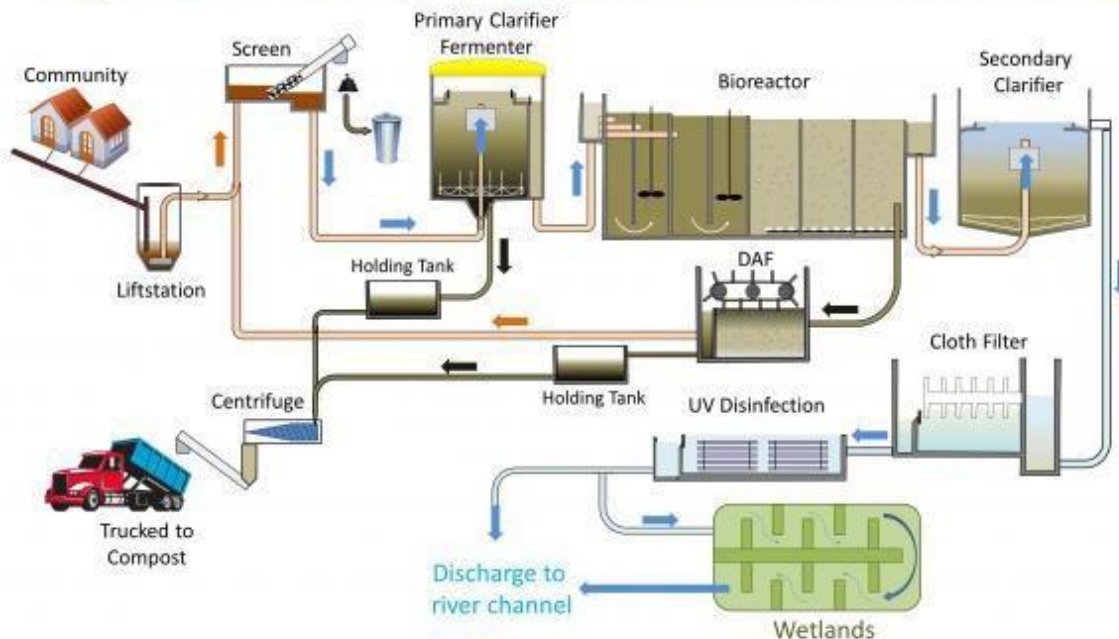 Primary Clarifier
Fermenter
Screen
Community
Bioreactor
Secondary
Clarifier
Liftstation
Holding Tank
DAF
Cloth Filter
Holding Tank
Centrifuge
UV Disinfection
Trucked to
Compost
Discharge to
river channel
Wetlands